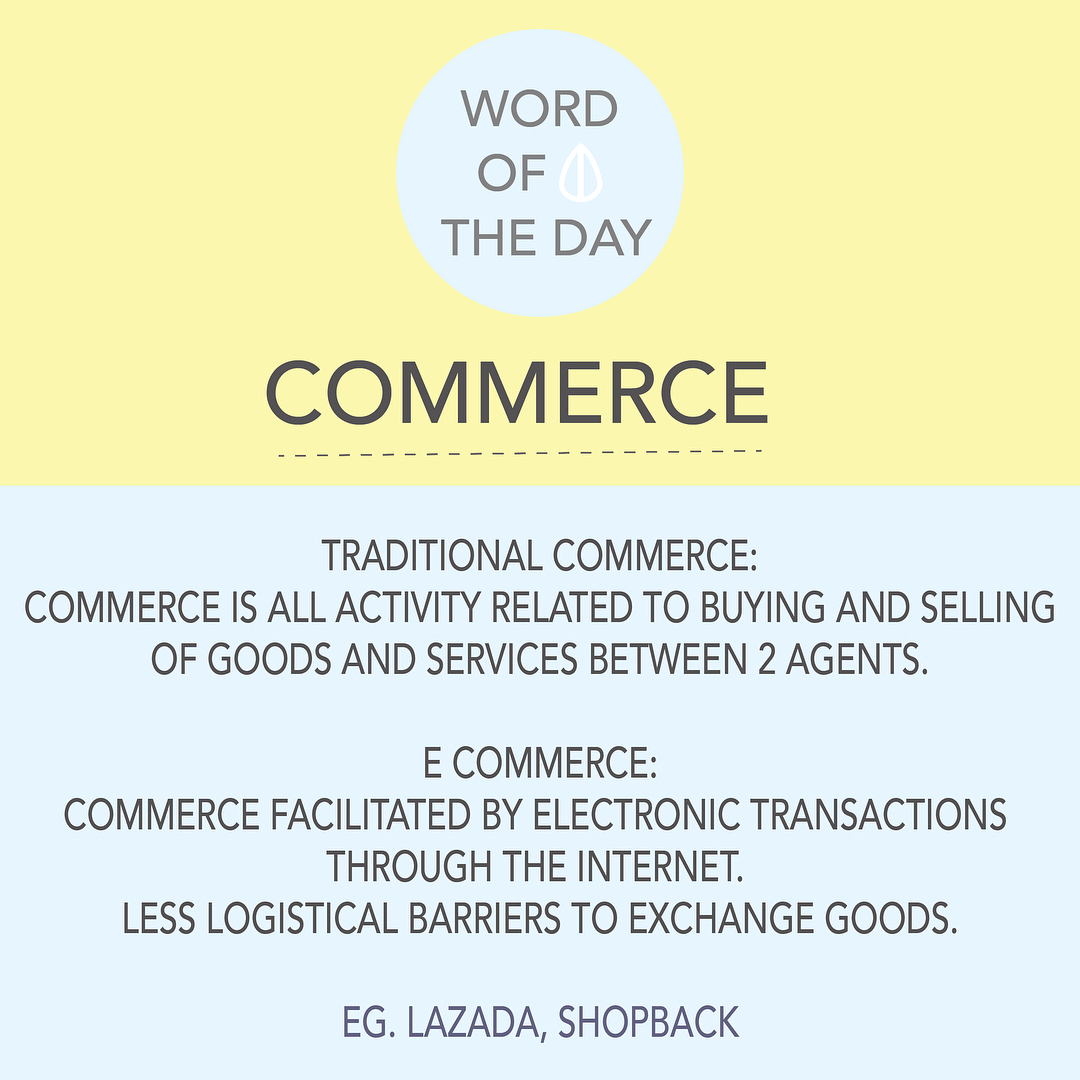 WORD
OF
THE DAY
COMMERCE
TRADITIONAL COMMERCE:
COMMERCE IS ALL ACTIVITY RELATED TO BUYING AND SELLING
OF GOODS AND SERVICES BETWEEN 2 AGENTS.
E COMMERCE:
COMMERCE FACILITATED BY ELECTRONIC TRANSACTIONS
THROUGH THE INTERNET.
LESS LOGISTICAL BARRIERS TO EXCHANGE GOODS.
EG. LAZADA, SHOPBACK